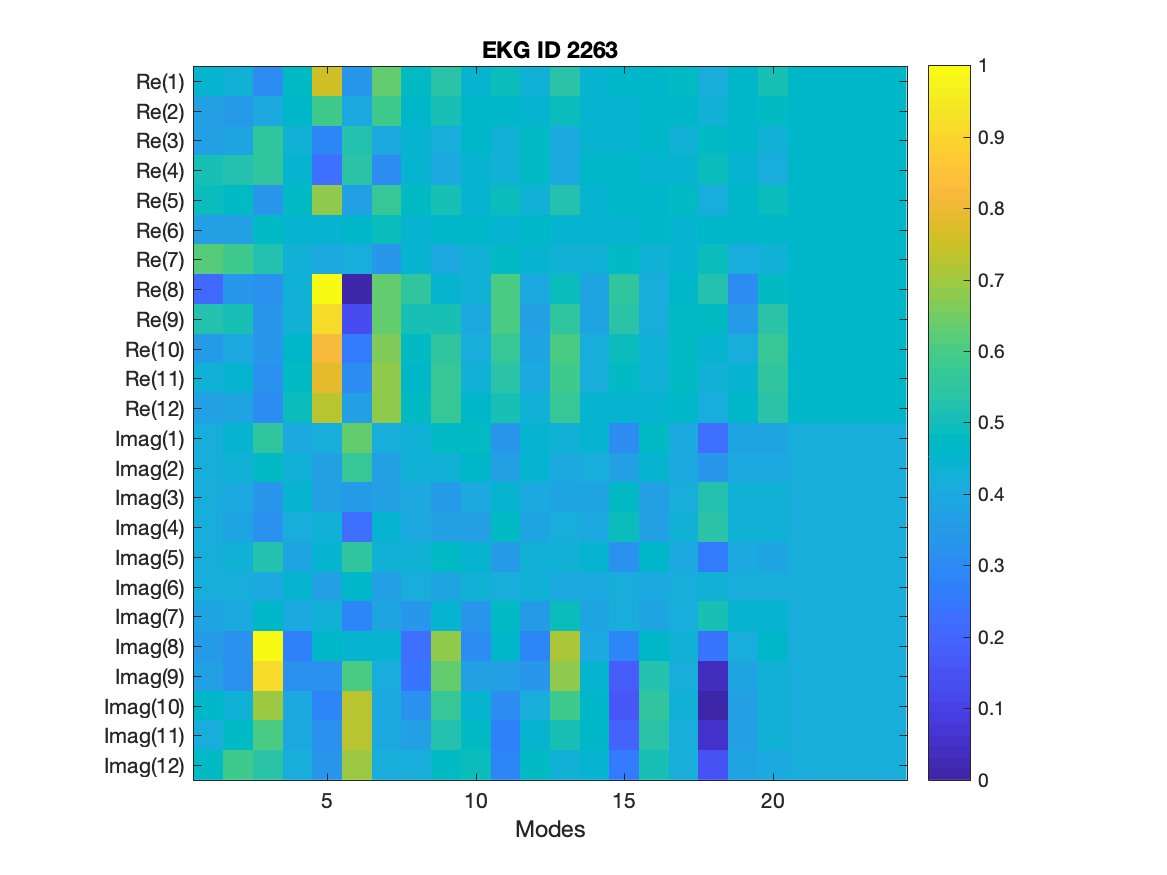 EKG ID 2263
Re(1)
Re(2)
Re(3)
Re(4)
Re(5)
Re(6)
Re(7)
Re(8)
Re(9)
Re(10)
Re(11)
Re(12)
Imag(1)
Imag(2)
Imag(3)
Imag(4)
Imag(5)
Imag(6)
Imag(7)
Imag(8)
Imag(9)
Imag(10)
Imag(11)
Imag(12)
5 10 15 20
Modes
1
0.9
0.8
0.7
0.6
0.5
0.4
0.3
0.2
0.1
0